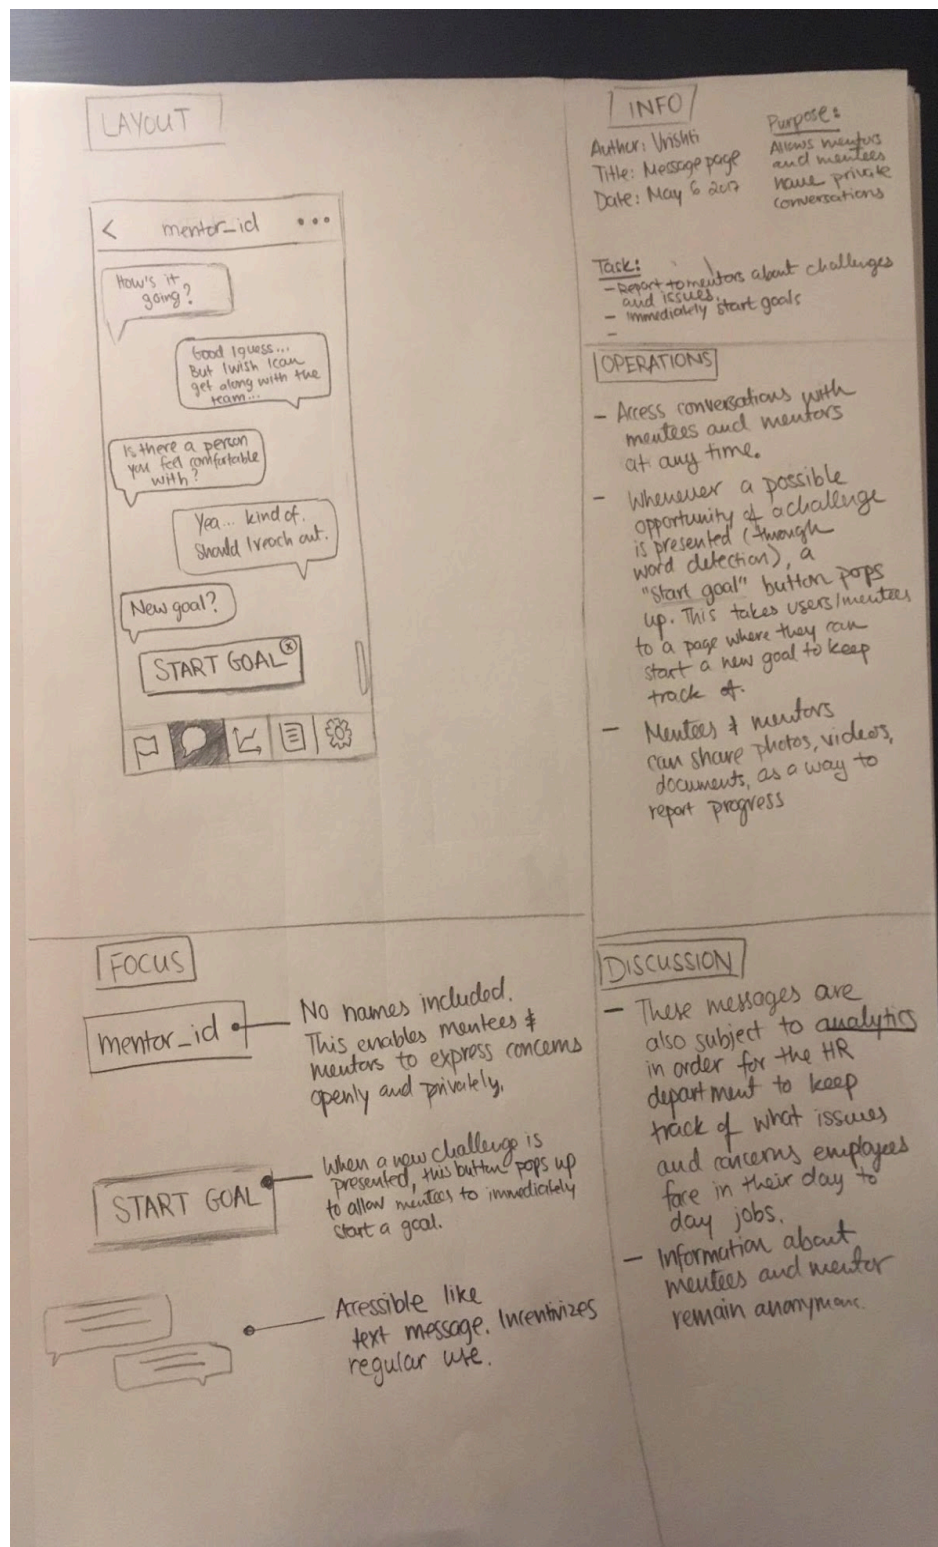 LAYOUT
< mentor_id ...
How's it
going?
Good I guess...
But I wish I can
get along with the
team...
Is there a person
you feel comfortable
with?
Yea... kind of.
Should I reach out.
New goal?
START GOAL x
INFO
Author: Vrishti
Title: Message page
Date: May 6 2017
Purpose:
Allows mentors
and mentees
have private
conversations
Task:
- Report to mentors about challenges
and issues.
- Immediately start goals
-
OPERATIONS
- Access conversations with
mentees and mentors
at any time.
- Whenever a possible
opportunity of a challenge
is presented (through
word detection), a
"start goal" button pops
up. This takes users/mentees
to a page where they can
start a new goal to keep
track of.
- Mentees & mentors
can share photos, videos,
documents, as a way to
report progress
FOCUS
mentor_id
No names included.
This enables mentees &
mentors to express concerns
openly and privately.
START GOAL
When a new challenge is
presented, this button pops up
to allow mentees to immediately
start a goal.
Acessible like
text message. Incentivizes
regular use.
DISCUSSION
- These messages are
also subject to analytics
in order for the HR
department to keep
track of what issues
and concerns employees
face in their day to
day jobs.
- Information about
mentees and mentor
remain anonymous.